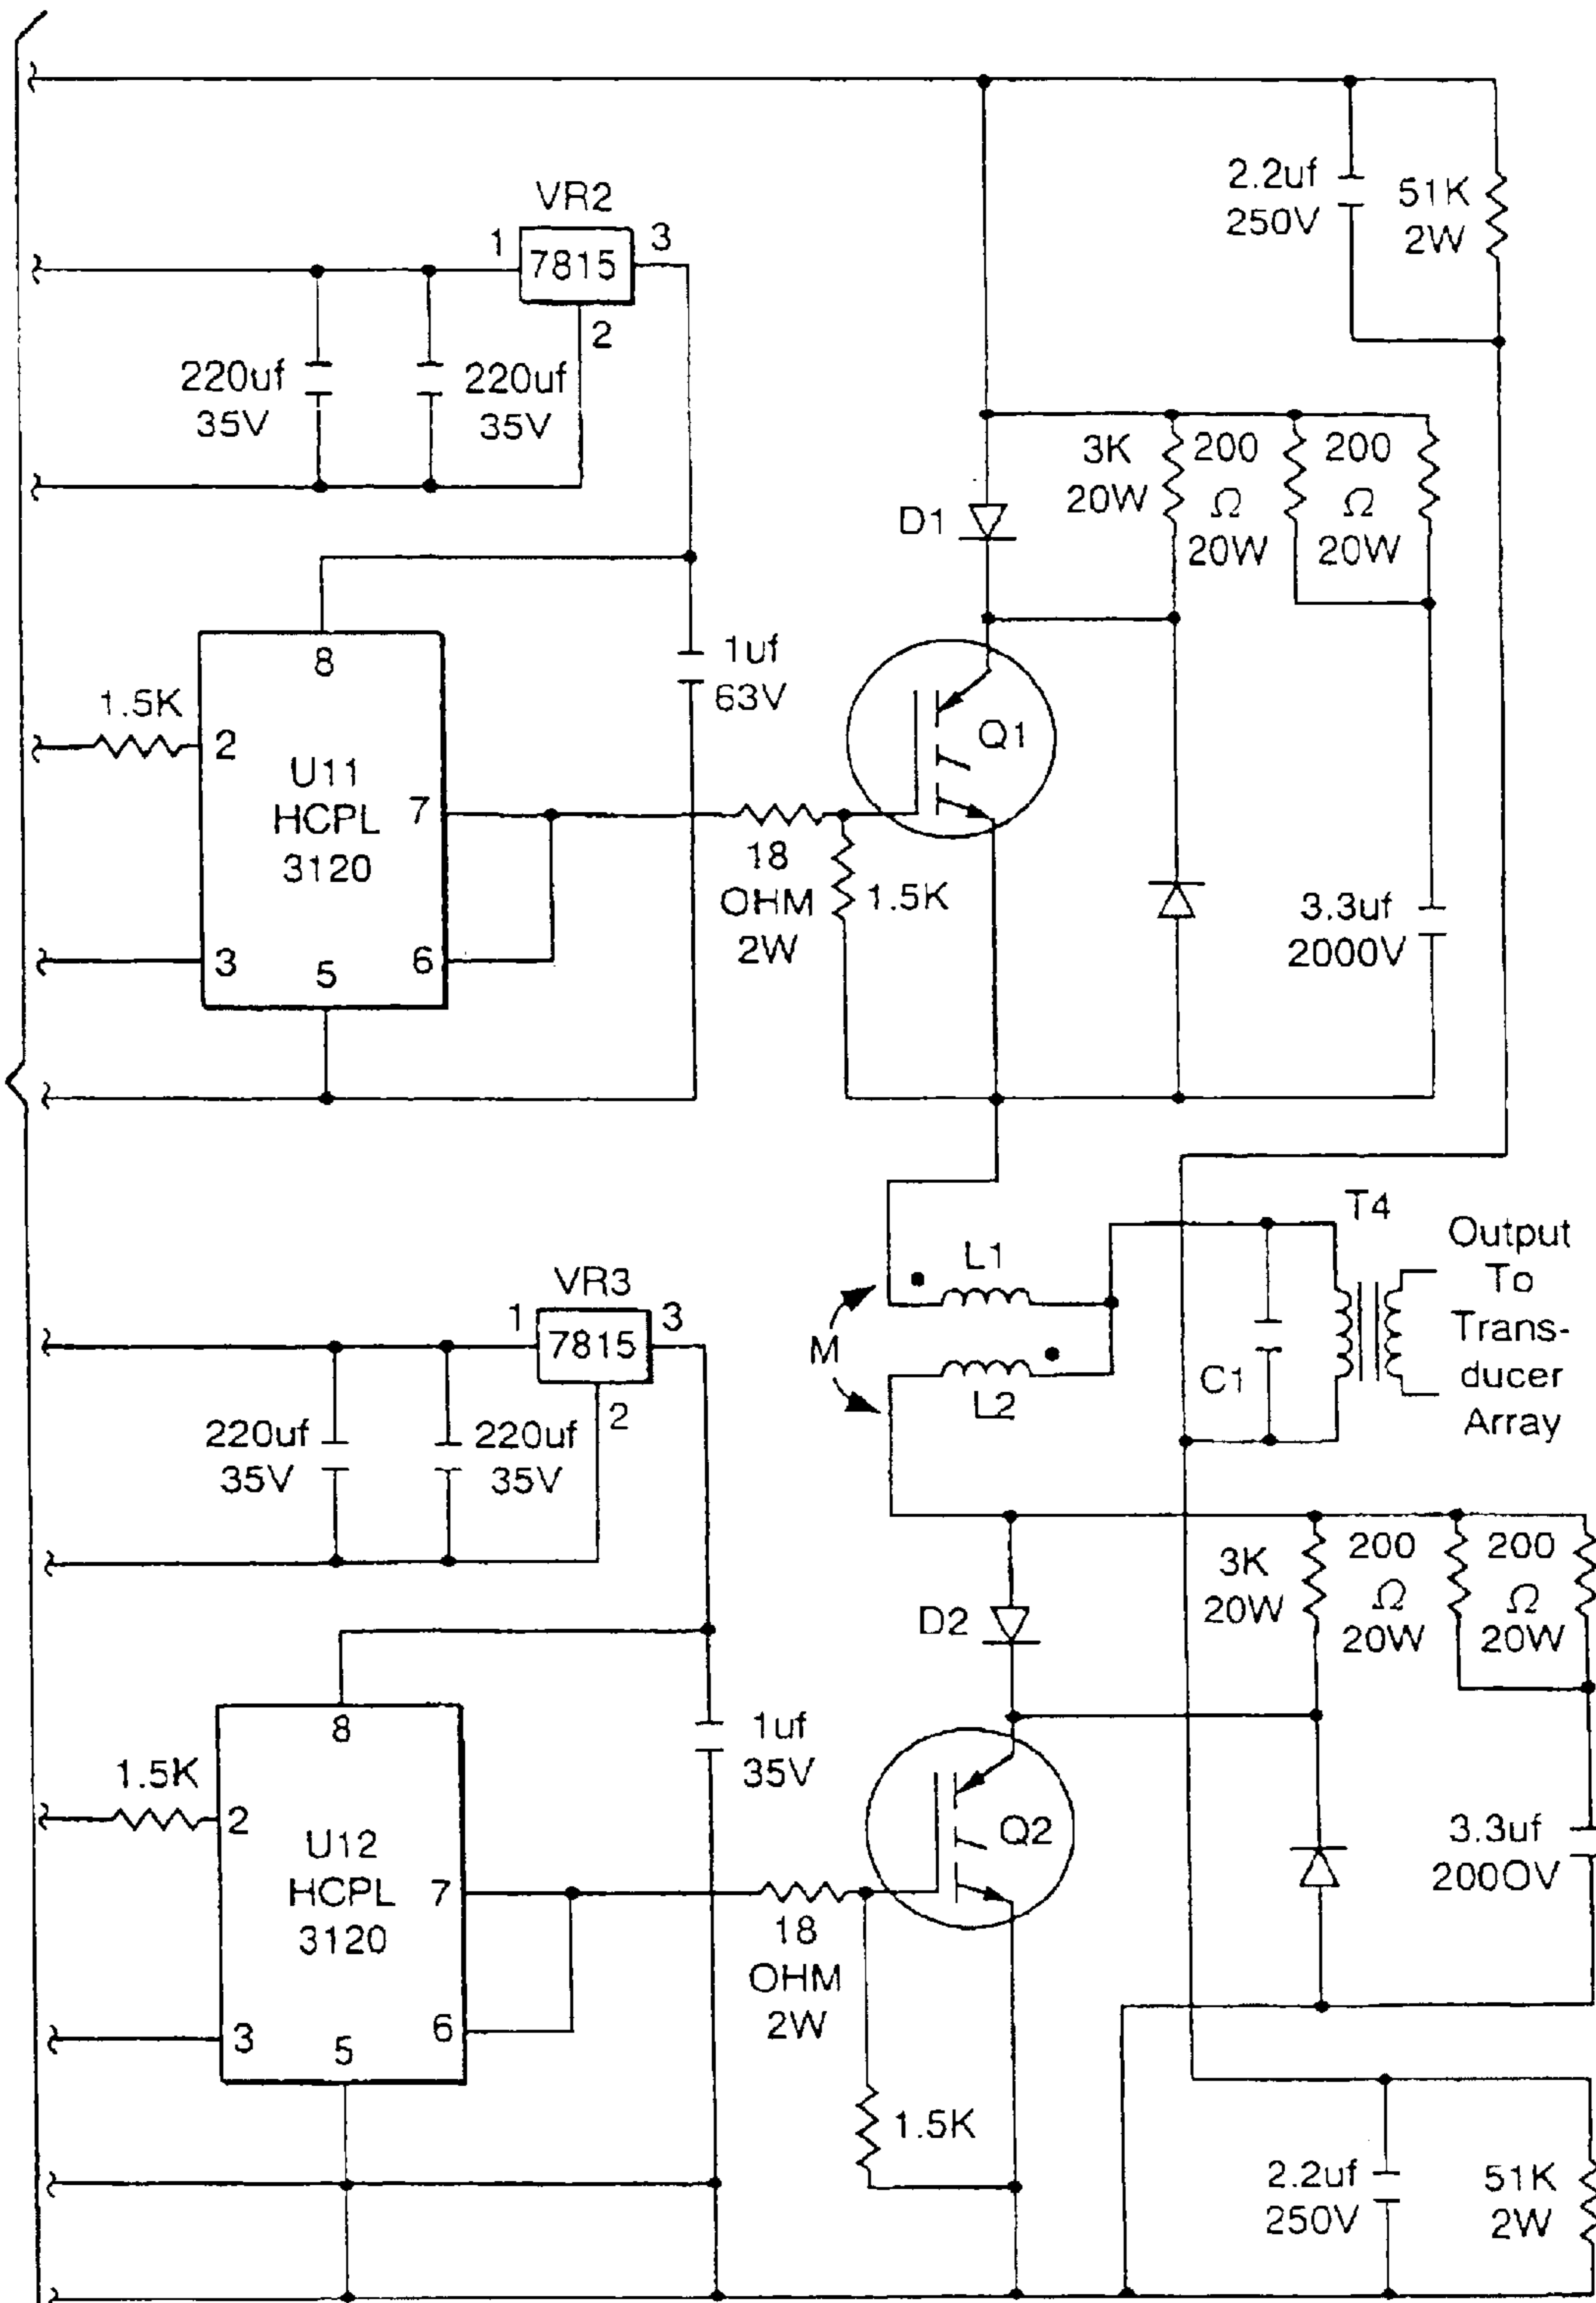 2.2uf
250V
51K
2W
VR2
1
7815
3
2
220uf
35V
220uf
35V
3K
20W
200
Ω
20W
200
Ω
20W
D1
8
1uf
63V
1.5K
2
U11
HCPL
3120
7
Q1
3
5
6
18
OHM
2W
1.5K
3.3uf
2000V
T4
Output
To
Trans-
ducer
Array
L1
M
L2
C1
VR3
1
7815
3
2
220uf
35V
220uf
35V
3K
20W
200
Ω
20W
200
Ω
20W
D2
8
1uf
35V
1.5K
2
U12
HCPL
3120
7
Q2
3.3uf
200OV
3
5
6
18
OHM
2W
1.5K
2.2uf
250V
51K
2W